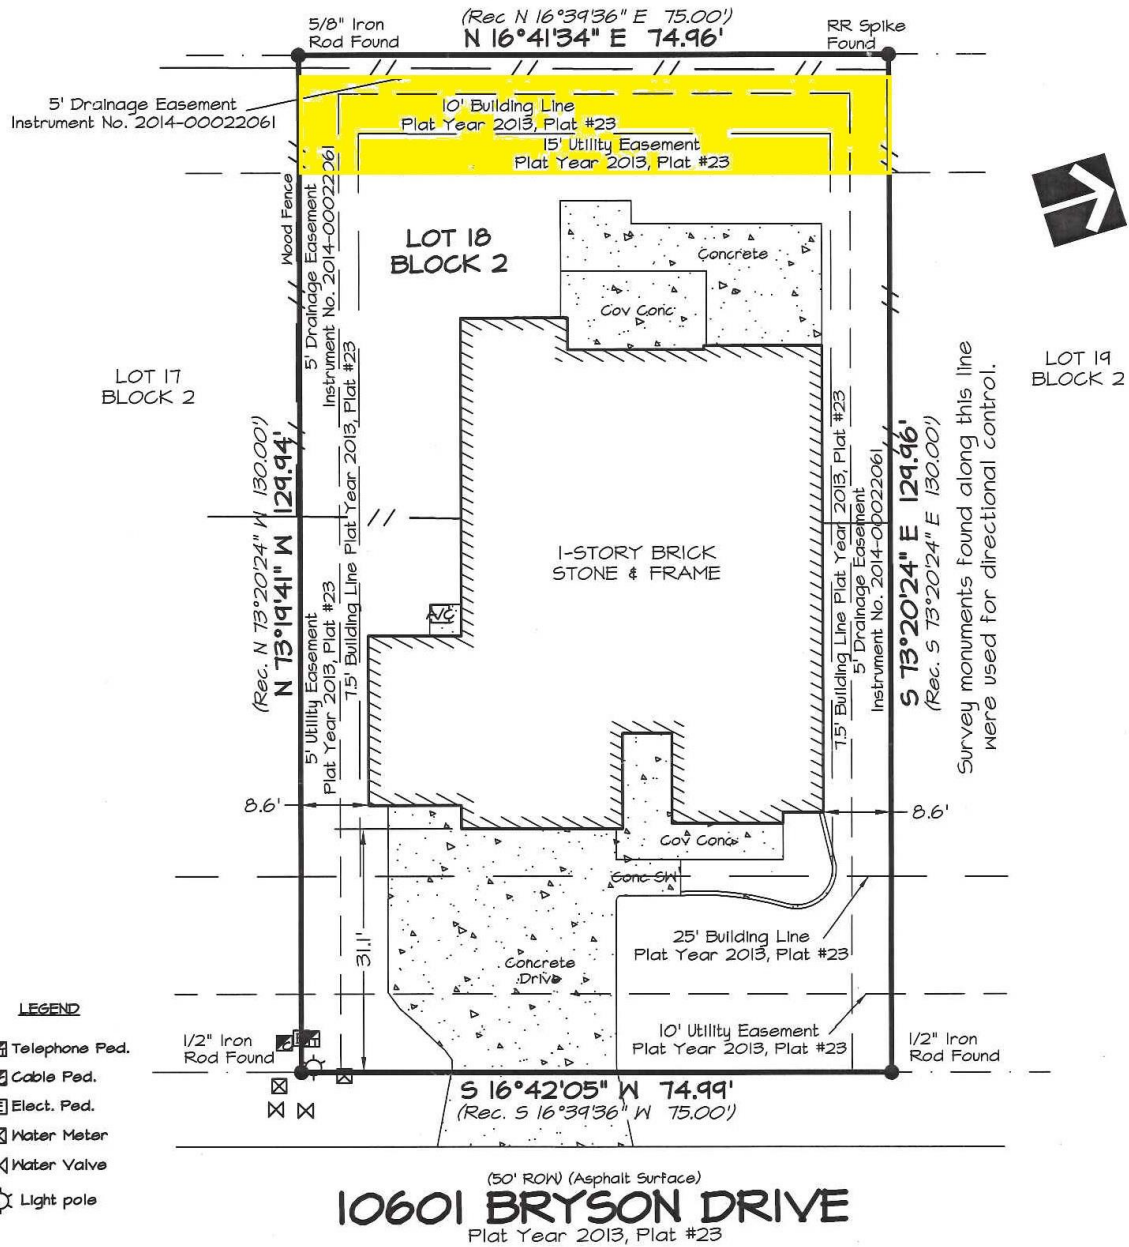 (Rec N 16°39'36" E 75.00')
N 16°41'34" E 74.96'
5/8" Iron
Rod Found
RR Spike
Found
5' Drainage Easement
Instrument No. 2014-00022061
10' Building Line
Plat Year 2013, Plat #23
15' Utility Easement
Plat Year 2013, Plat #23
Wood Fence
5' Drainage Easement
Instrument No. 2014-00022061
LOT 18
BLOCK 2
Concrete
Cov Conc
LOT 17
BLOCK 2
LOT 19
BLOCK 2
(Rec. N 73°20'24" W 130.00')
N 73°19'41" W 129.94'
7.5' Building Line Plat Year 2013, Plat #23
5' Utility Easement
Plat Year 2013, Plat #23
1-STORY BRICK
STONE & FRAME
A/C
7.5' Building Line Plat Year 2013, Plat #23
5' Drainage Easement
Instrument No. 2014-00022061
S 73°20'24" E 129.96'
(Rec. S 73°20'24" E 130.00')
Survey monuments found along this line
were used for directional control.
8.6'
8.6'
Cov Conc
Conc SW
31.1'
Concrete
Drive
25' Building Line
Plat Year 2013, Plat #23
10' Utility Easement
Plat Year 2013, Plat #23
LEGEND
Telephone Ped.
Cable Ped.
E Elect. Ped.
Water Meter
Water Valve
Light pole
1/2" Iron
Rod Found
1/2" Iron
Rod Found
S 16°42'05" W 74.99'
(Rec. S 16°39'36" W 75.00')
(50' ROW) (Asphalt Surface)
10601 BRYSON DRIVE
Plat Year 2013, Plat #23